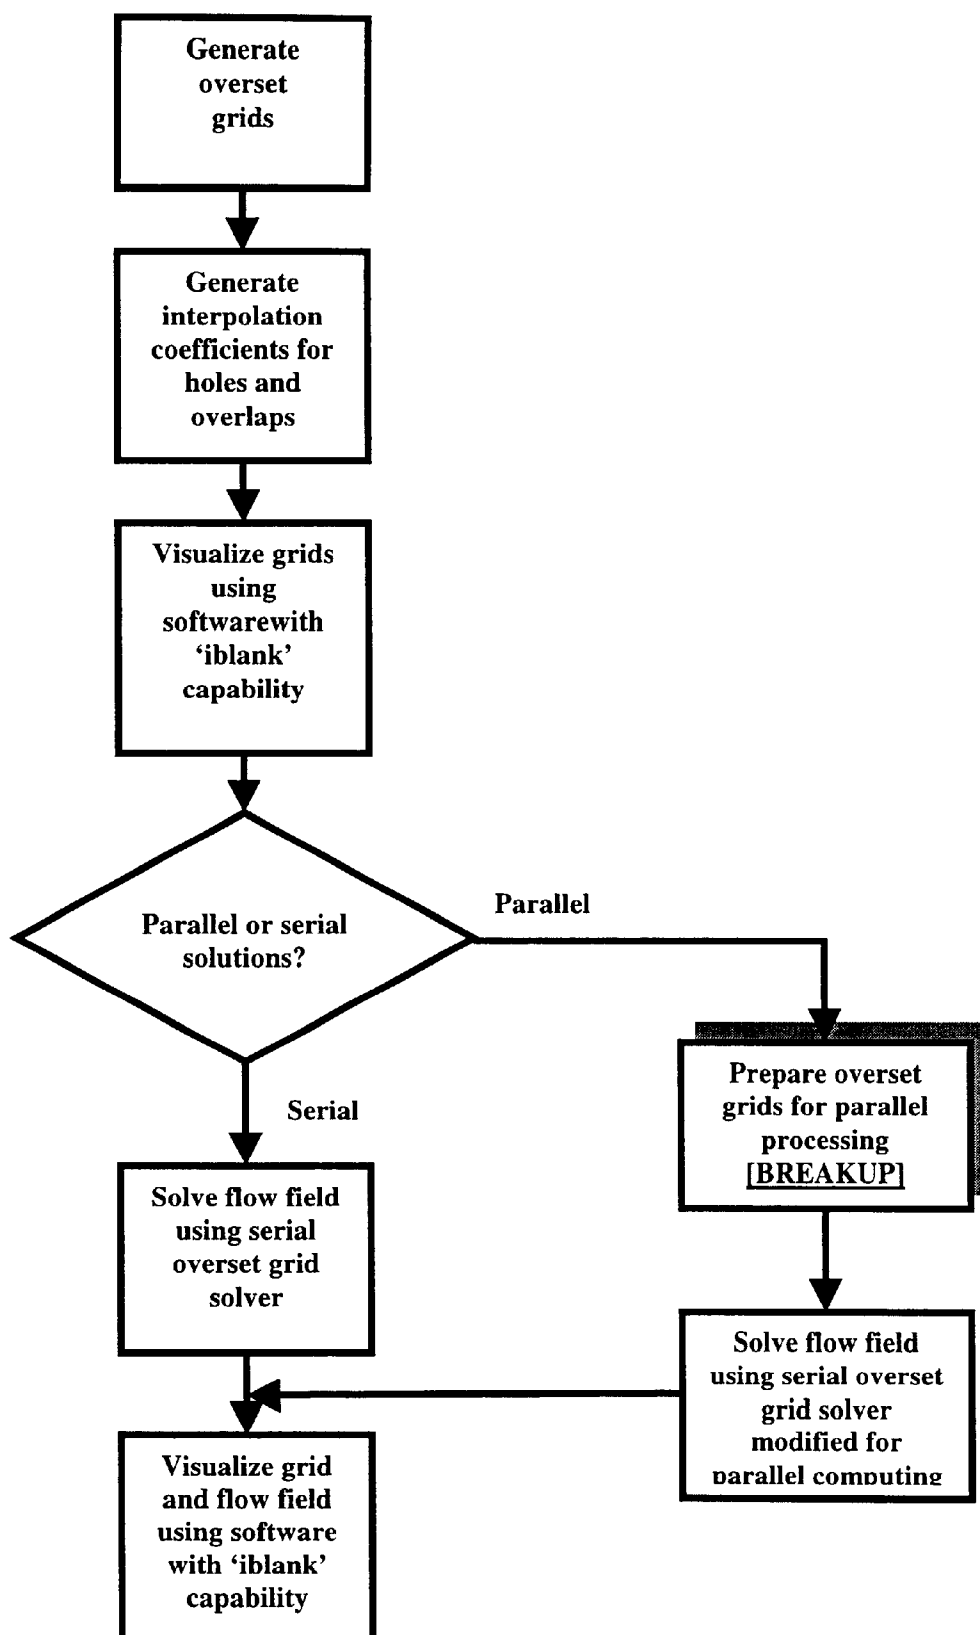 Generate
overset
grids
Generate
interpolation
coefficients for
holes and
overlaps
Visualize grids
using
softwarewith
‘iblank’
capability
Parallel or serial
solutions?
Parallel
Serial
Prepare overset
grids for parallel
processing
[BREAKUP]
Solve flow field
using serial
overset grid
solver
Solve flow field
using serial overset
grid solver
modified for
parallel computing
Visualize grid
and flow field
using software
with ‘iblank’
capability